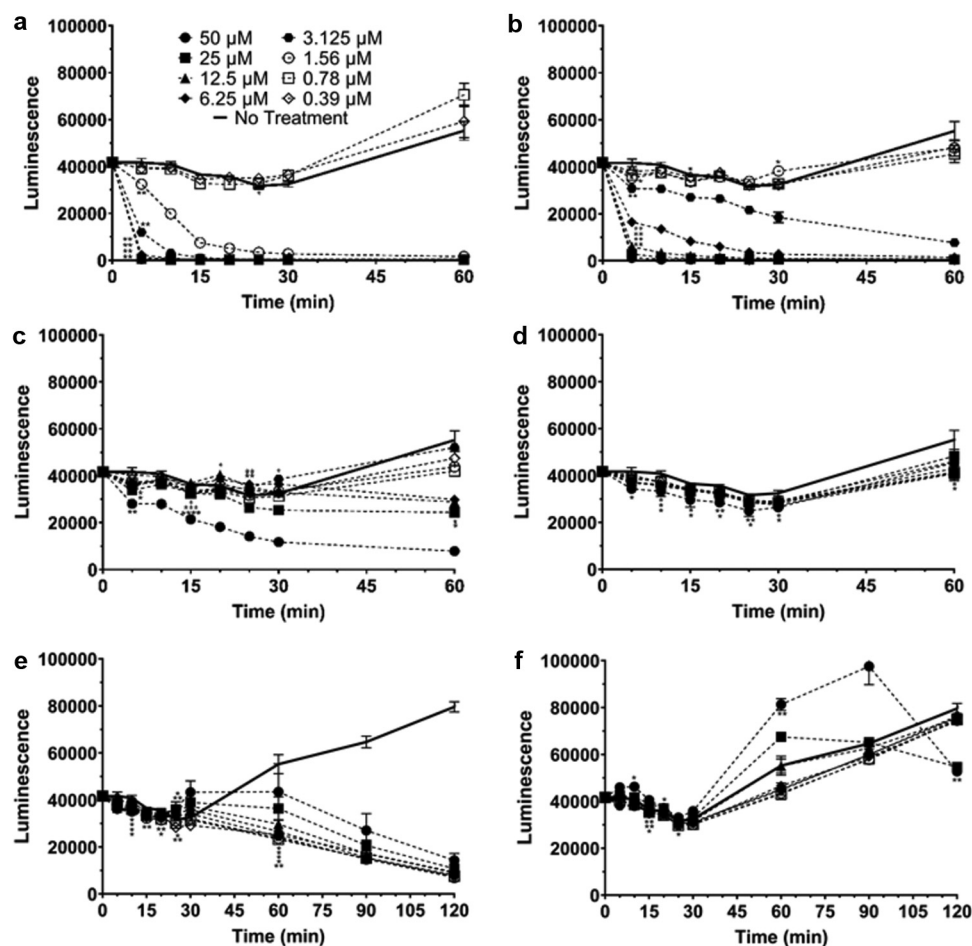 a
100000
80000
60000
40000
20000
0
Luminescence
50 µM
3.125 µM
25 µM
1.56 µM
12.5 µM
0.78 µM
6.25 µM
0.39 µM
No Treatment
0 15 30 45 60
Time (min)
b
100000
80000
60000
40000
20000
0
Luminescence
0 15 30 45 60
Time (min)
c
100000
80000
60000
40000
20000
0
Luminescence
0 15 30 45 60
Time (min)
d
100000
80000
60000
40000
20000
0
Luminescence
0 15 30 45 60
Time (min)
e
100000
80000
60000
40000
20000
0
Luminescence
0 15 30 45 60 75 90 105 120
Time (min)
f
100000
80000
60000
40000
20000
0
Luminescence
0 15 30 45 60 75 90 105 120
Time (min)